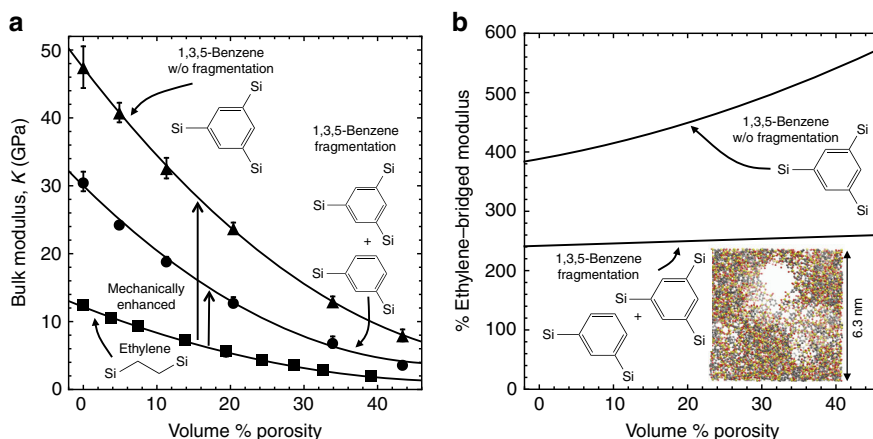 a
50
40
30
20
10
0
Bulk modulus, K (GPa)
1,3,5-Benzene
w/o fragmentation
Si
Si
Si
1,3,5-Benzene
fragmentation
Si
Si
Si
+
Si
Si
Mechanically
enhanced
Ethylene
Si
Si
0 10 20 30 40
Volume % porosity
b
600
500
400
300
200
100
0
% Ethylene–bridged modulus
1,3,5-Benzene
w/o fragmentation
Si
Si
Si
1,3,5-Benzene
fragmentation
Si
Si
Si
+
Si
Si
6.3 nm
0 10 20 30 40
Volume % porosity